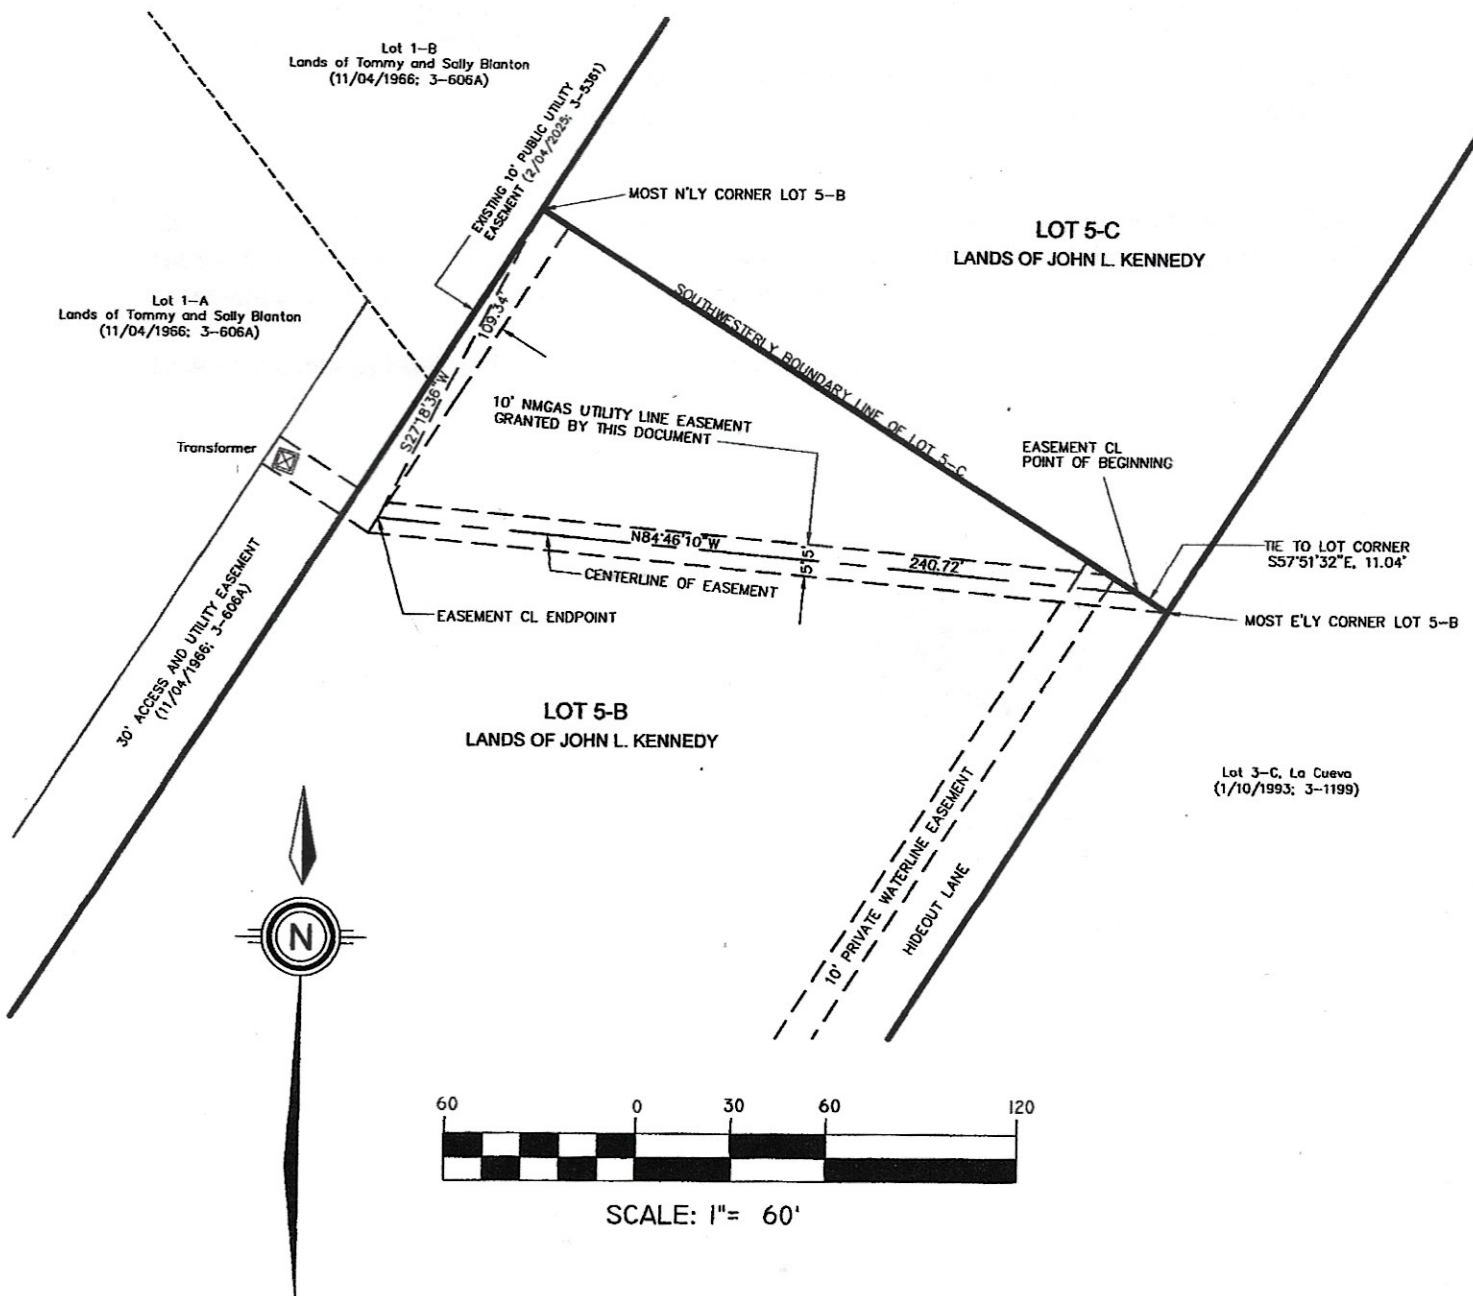 Lot 1-B
Lands of Tommy and Sally Blanton
(11/04/1966; 3-606A)
EXISTING 10' PUBLIC UTILITY
EASEMENT (2/04/2025; 3-5361)
MOST N'LY CORNER LOT 5-B
LOT 5-C
LANDS OF JOHN L. KENNEDY
Lot 1-A
Lands of Tommy and Sally Blanton
(11/04/1966; 3-606A)
109.34'
S27°18'36"W
SOUTHWESTERLY BOUNDARY LINE OF LOT 5-C
10' NMGAS UTILITY LINE EASEMENT
GRANTED BY THIS DOCUMENT
Transformer
EASEMENT CL
POINT OF BEGINNING
N84°46'10"W
5'
5'
240.72'
TIE TO LOT CORNER
S57°51'32"E, 11.04'
CENTERLINE OF EASEMENT
EASEMENT CL ENDPOINT
MOST E'LY CORNER LOT 5-B
30' ACCESS AND UTILITY EASEMENT
(11/04/1966; 3-606A)
LOT 5-B
LANDS OF JOHN L. KENNEDY
Lot 3-C, La Cueva
(1/10/1993; 3-1199)
10' PRIVATE WATERLINE EASEMENT
HIDEOUT LANE
N
60 0 30 60 120
SCALE: 1"= 60'